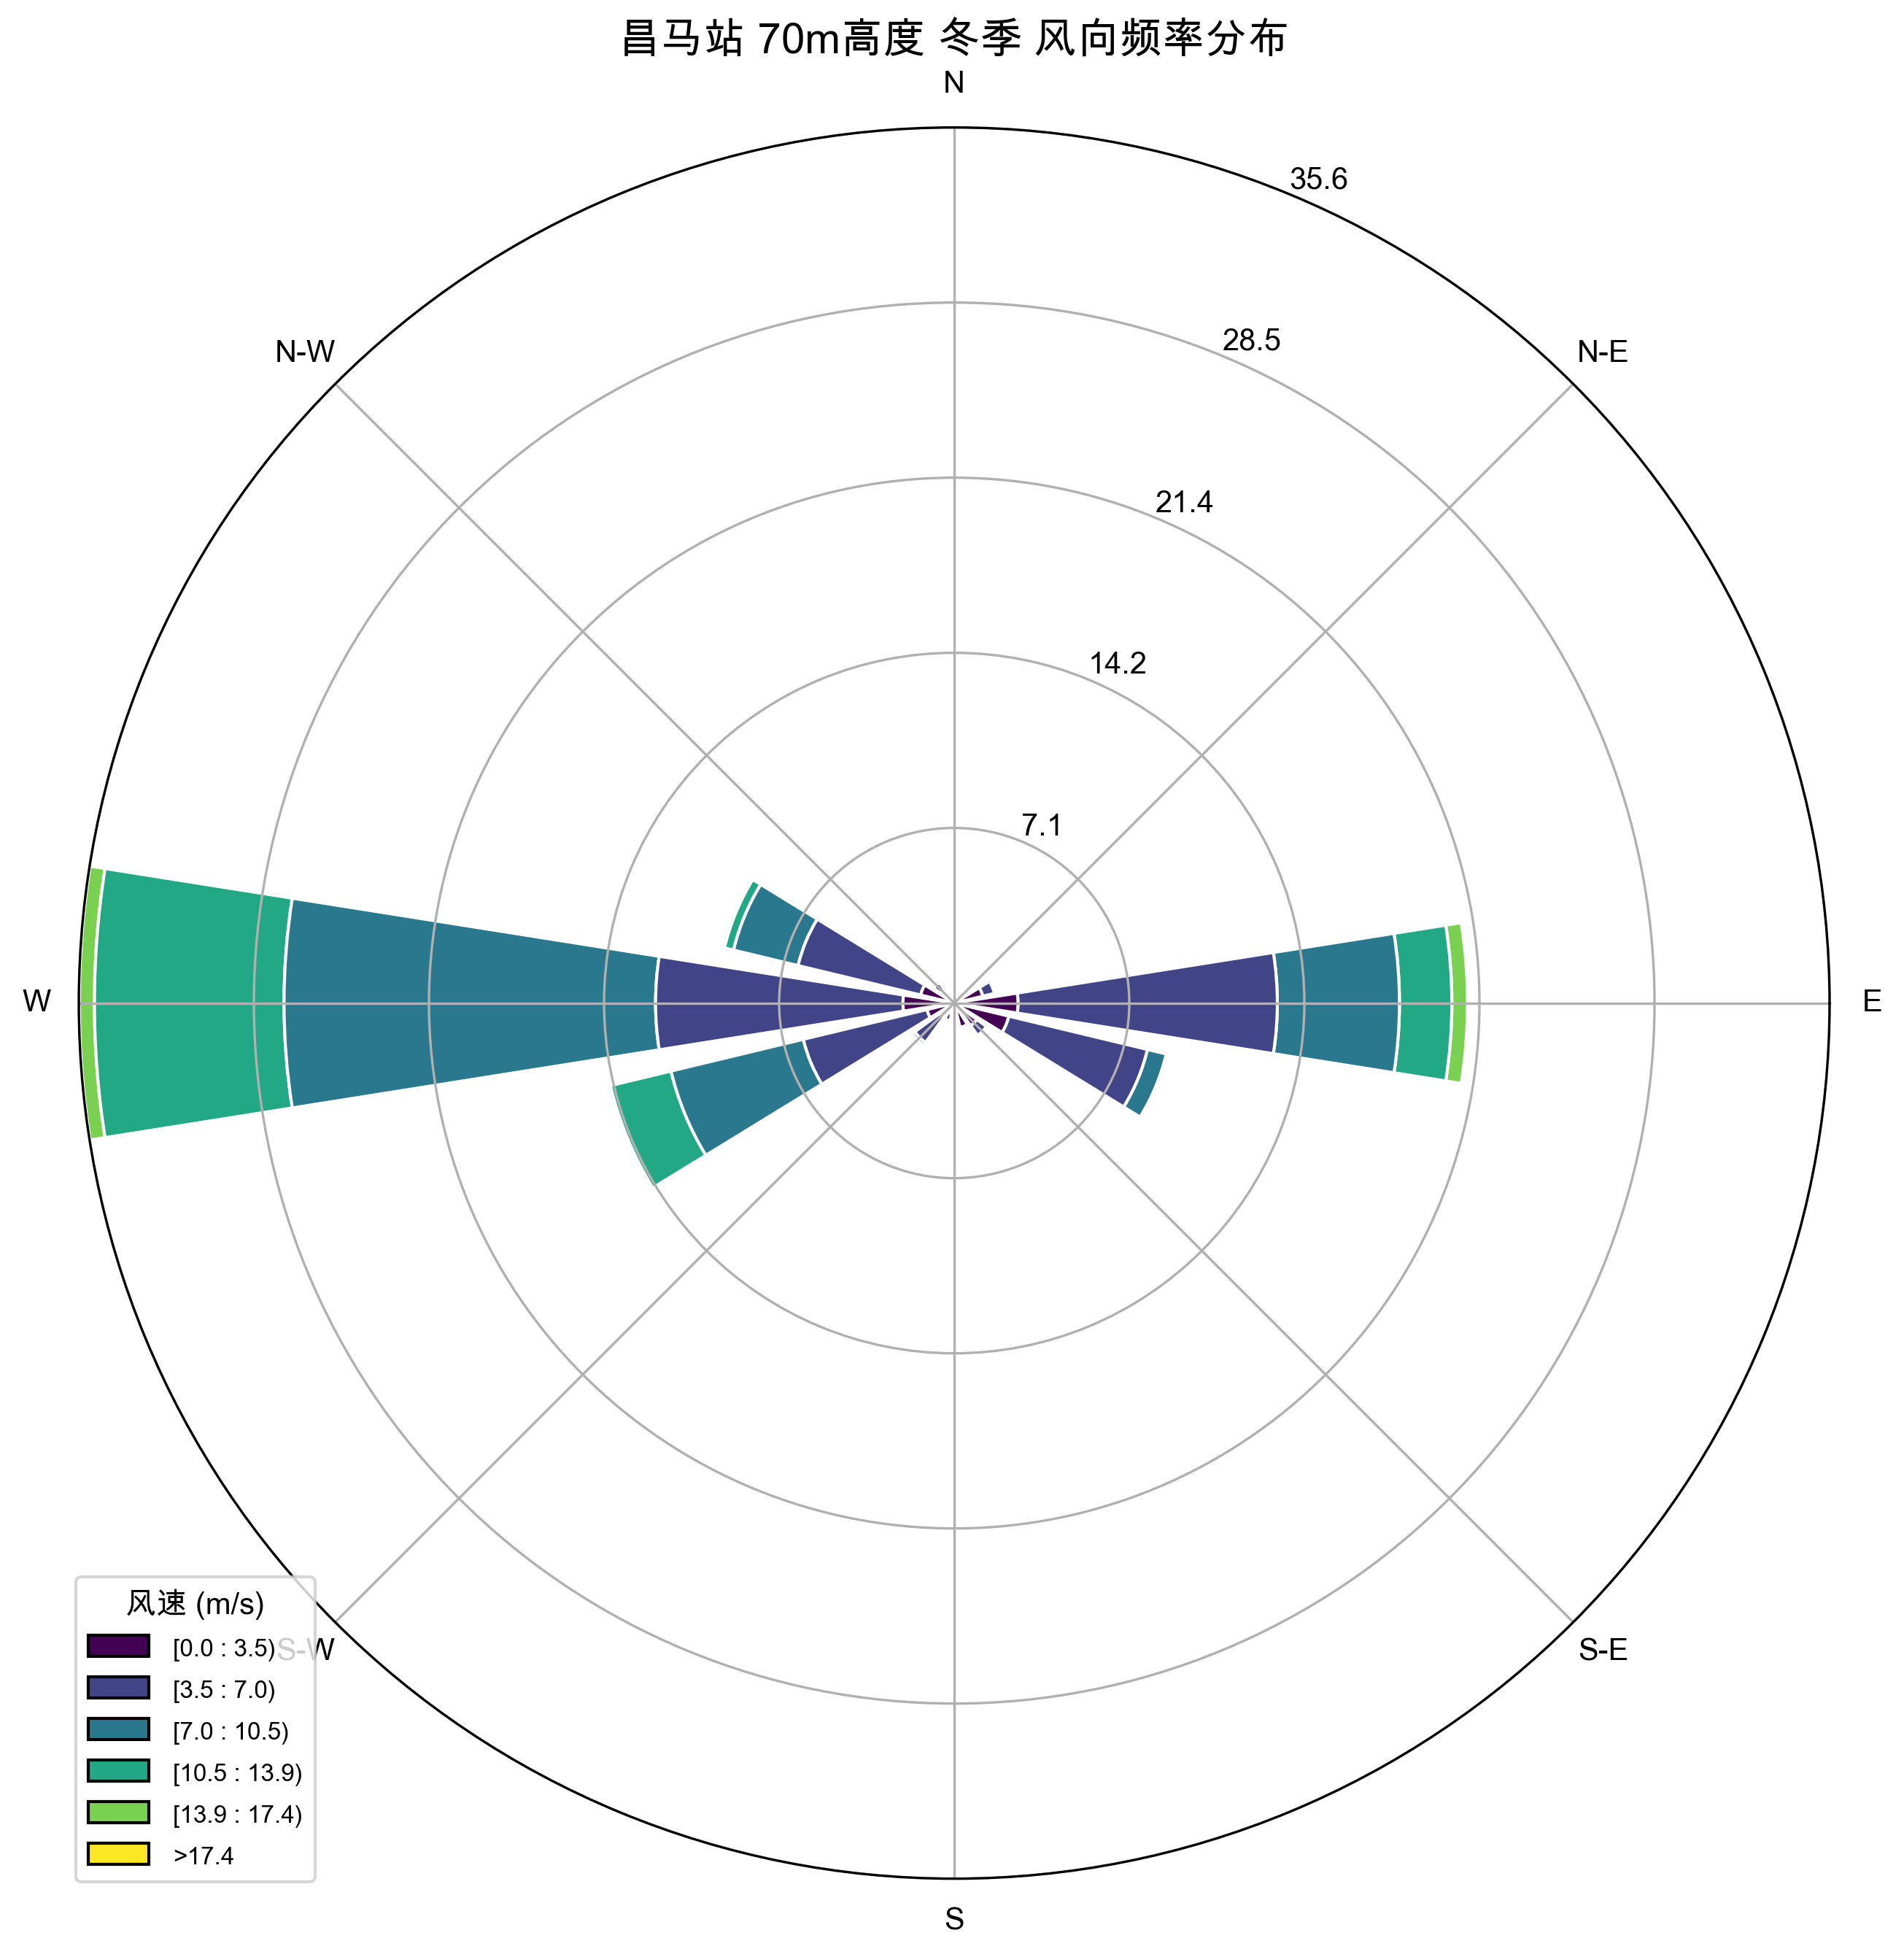 昌马站 70m高度 冬季 风向频率分布
N
35.6
N-W
N-E
28.5
21.4
14.2
7.1
W
E
风速 (m/s)
[0.0 : 3.5)
S-W
S-E
[3.5 : 7.0)
[7.0 : 10.5)
[10.5 : 13.9)
[13.9 : 17.4)
>17.4
S